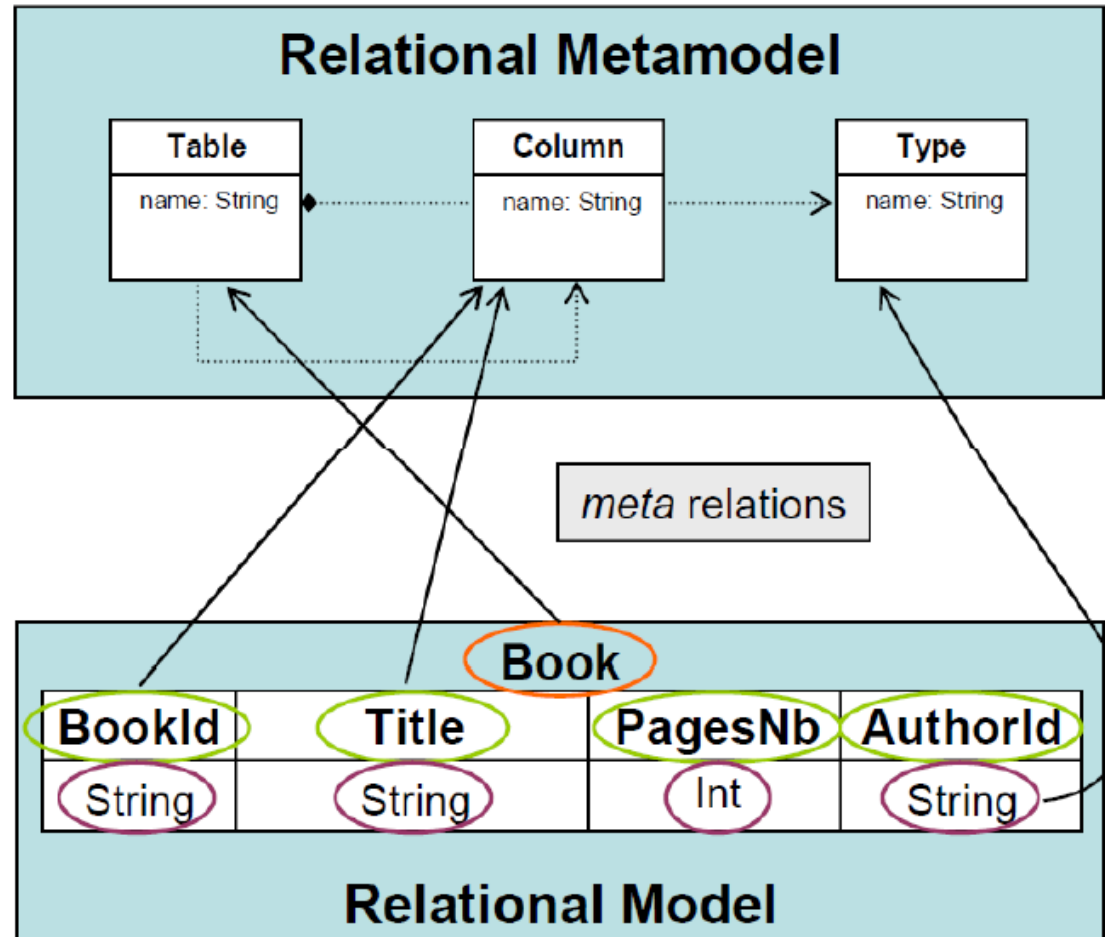 Relational Metamodel
Table Column Type
name: String name: String name: String
meta relations
Book
BookId Title PagesNb AuthorId
String String Int String
Relational Model